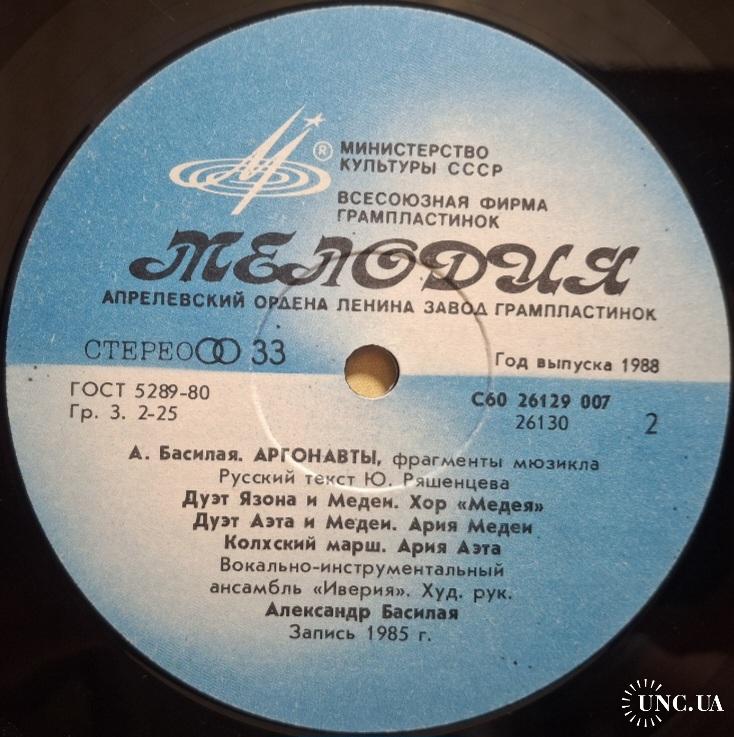 ®
МИНИСТЕРСТВО
КУЛЬТУРЫ СССР
ВСЕСОЮЗНАЯ ФИРМА
ГРАМПЛАСТИНОК
МЕЛОДИЯ
АПРЕЛЕВСКИЙ ОРДЕНА ЛЕНИНА ЗАВОД ГРАМПЛАСТИНОК
СТЕРЕО 33
Год выпуска 1988
ГОСТ 5289-80
Гр. 3. 2-25
С60 26129 007
26130
2
А. Басилая. АРГОНАВТЫ, фрагменты мюзикла
Русский текст Ю. Ряшенцева
Дуэт Язона и Медеи. Хор «Медея»
Дуэт Аэта и Медеи. Ария Медеи
Колхский марш. Ария Аэта
Вокально-инструментальный
ансамбль «Иверия». Худ. рук.
Александр Басилая
Запись 1985 г.
UNC.UA